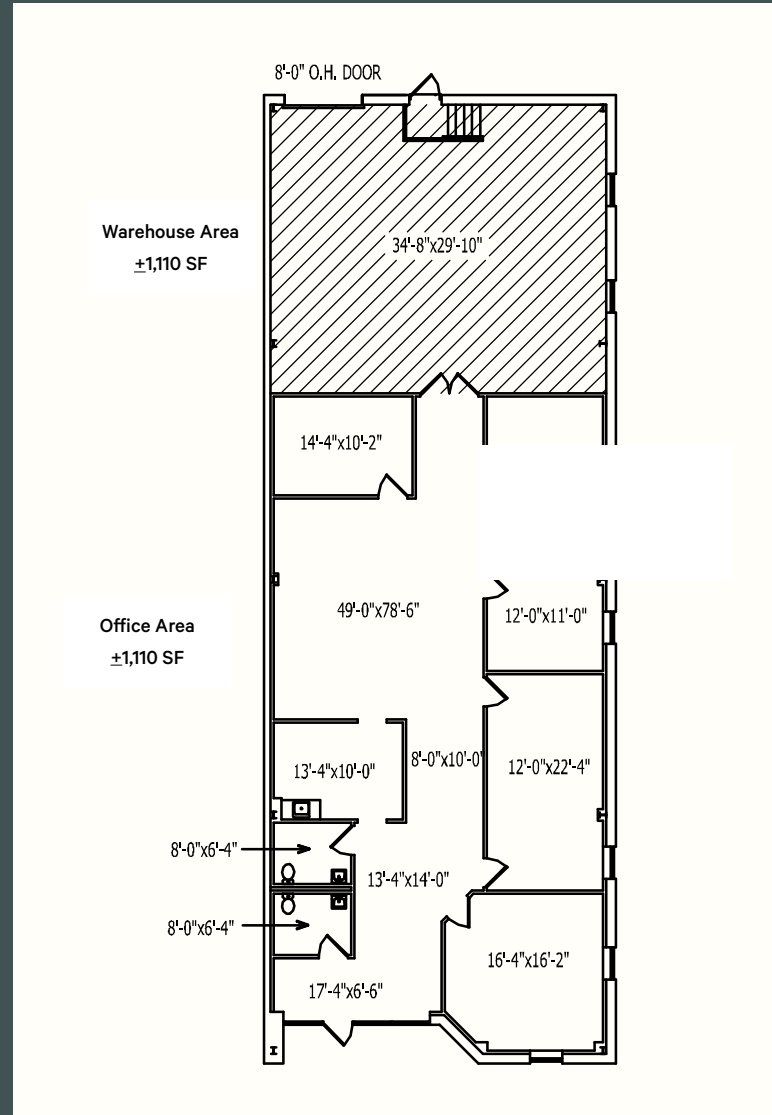 8'-0" O.H. DOOR
Warehouse Area
±1,110 SF
34'-8"x29'-10"
14'-4"x10'-2"
49'-0"x78'-6"
12'-0"x11'-0"
Office Area
±1,110 SF
8'-0"x10'-0'
12'-0"x22'-4"
13'-4"x10'-0"
8'-0"x6'-4"
13'-4"x14'-0"
8'-0"x6'-4"
16'-4"x16'-2"
17'-4"x6'-6"